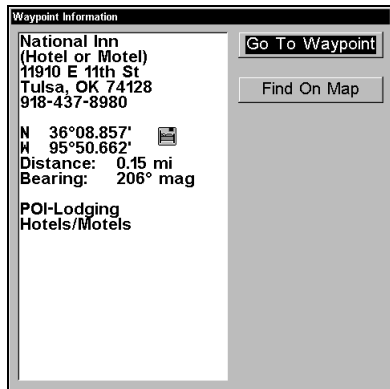 Waypoint Information
National Inn
(Hotel or Motel)
11910 E 11th St
Tulsa, OK 74128
918-437-8980
N 36°08.857'
W 95°50.662'
Distance: 0.15 mi
Bearing: 206° mag
POI-Lodging
Hotels/Motels
Go To Waypoint
Find On Map